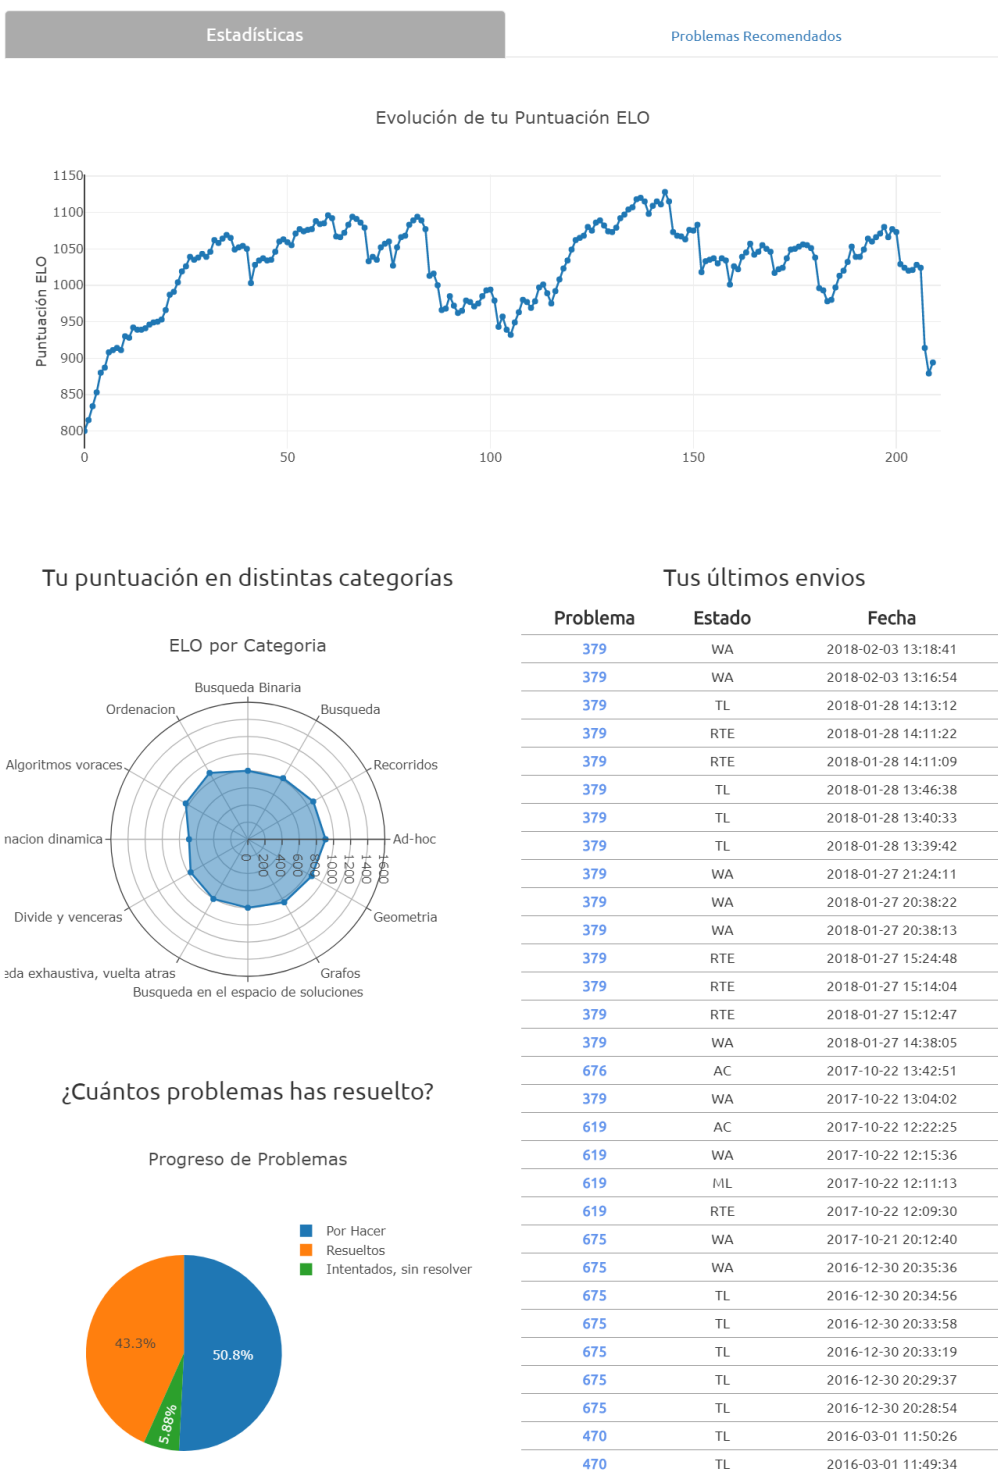 Estadísticas
Problemas Recomendados
Evolución de tu Puntuación ELO
Puntuación ELO
1150
1100
1050
1000
950
900
850
800
0 50 100 150 200
Tu puntuación en distintas categorías
ELO por Categoria
Busqueda Binaria
Ordenacion
Busqueda
Algoritmos voraces
Recorridos
nacion dinamica
Ad-hoc
0 200 400 600 800 1000 1200 1400 1600
Divide y venceras
Geometria
eda exhaustiva, vuelta atras
Grafos
Busqueda en el espacio de soluciones
¿Cuántos problemas has resuelto?
Progreso de Problemas
Por Hacer
Resueltos
Intentados, sin resolver
43.3%
50.8%
5.88%
Tus últimos envios
Problema Estado Fecha
379 WA 2018-02-03 13:18:41
379 WA 2018-02-03 13:16:54
379 TL 2018-01-28 14:13:12
379 RTE 2018-01-28 14:11:22
379 RTE 2018-01-28 14:11:09
379 TL 2018-01-28 13:46:38
379 TL 2018-01-28 13:40:33
379 TL 2018-01-28 13:39:42
379 WA 2018-01-27 21:24:11
379 WA 2018-01-27 20:38:22
379 WA 2018-01-27 20:38:13
379 RTE 2018-01-27 15:24:48
379 RTE 2018-01-27 15:14:04
379 RTE 2018-01-27 15:12:47
379 WA 2018-01-27 14:38:05
676 AC 2017-10-22 13:42:51
379 WA 2017-10-22 13:04:02
619 AC 2017-10-22 12:22:25
619 WA 2017-10-22 12:15:36
619 ML 2017-10-22 12:11:13
619 RTE 2017-10-22 12:09:30
675 WA 2017-10-21 20:12:40
675 WA 2016-12-30 20:35:36
675 TL 2016-12-30 20:34:56
675 TL 2016-12-30 20:33:58
675 TL 2016-12-30 20:33:19
675 TL 2016-12-30 20:29:37
675 TL 2016-12-30 20:28:54
470 TL 2016-03-01 11:50:26
470 TL 2016-03-01 11:49:34